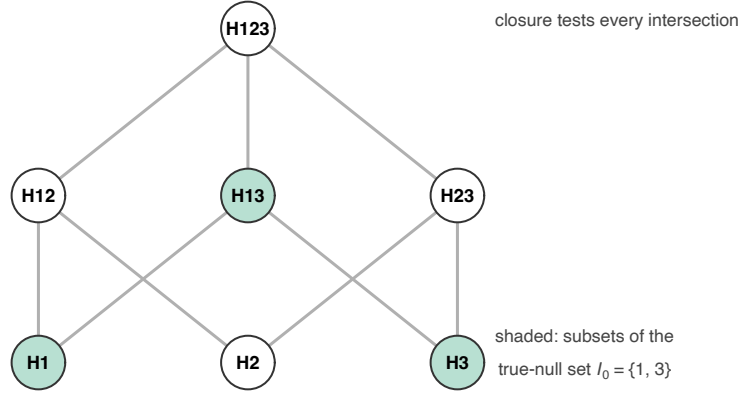 H123
closure tests every intersection
H12
H13
H23
H1
H2
H3
shaded: subsets of the
true-null set I₀ = {1, 3}